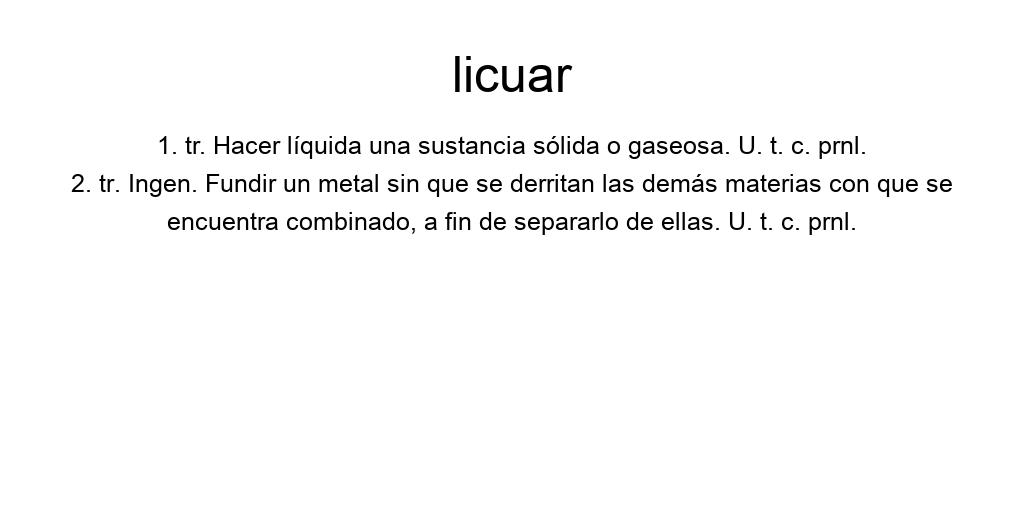 licuar
1. tr. Hacer líquida una sustancia sólida o gaseosa. U. t. c. prnl.
2. tr. Ingen. Fundir un metal sin que se derritan las demás materias con que se
encuentra combinado, a fin de separarlo de ellas. U. t. c. prnl.